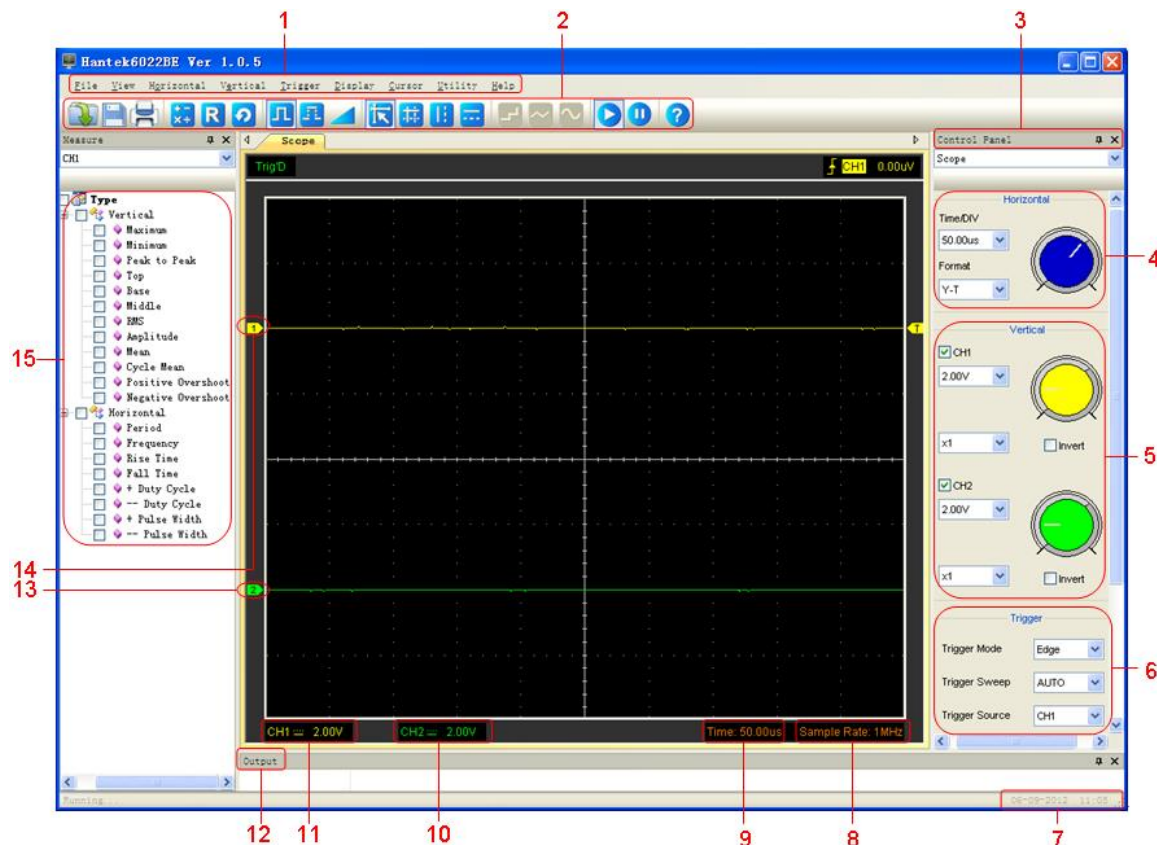 1
2
3
Hantek6022BE Ver 1.0.5
File View Horizontal Vertical Trigger Display Cursor Utility Help
R
Measure
CH1
Type
Vertical
Maximum
Minimum
Peak to Peak
Top
Base
Middle
RMS
Amplitude
Mean
Cycle Mean
Positive Overshoot
Negative Overshoot
Horizontal
Period
Frequency
Rise Time
Fall Time
+ Duty Cycle
-- Duty Cycle
+ Pulse Width
-- Pulse Width
15
14
13
Scope
Trig'D
CH1 0.00uV
1
T
2
CH1 2.00V
CH2 2.00V
Time: 50.00us
Sample Rate: 1MHz
Control Panel
Scope
Horizontal
Time/DIV
50.00us
Format
Y-T
4
Vertical
CH1
2.00V
x1
Invert
5
CH2
2.00V
x1
Invert
Trigger
Trigger Mode Edge
Trigger Sweep AUTO
Trigger Source CH1
6
Output
Running...
06-09-2012 11:05
12
11
10
9
8
7